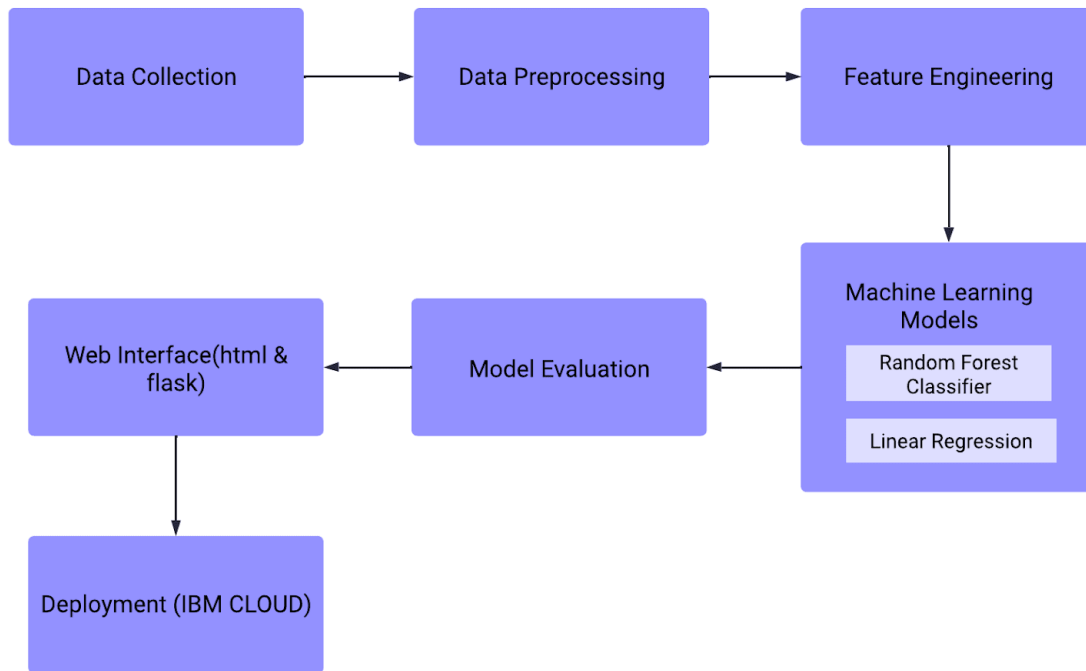 Data Collection
Data Preprocessing
Feature Engineering
Machine Learning
Models
Random Forest
Classifier
Linear Regression
Model Evaluation
Web Interface(html &
flask)
Deployment (IBM CLOUD)